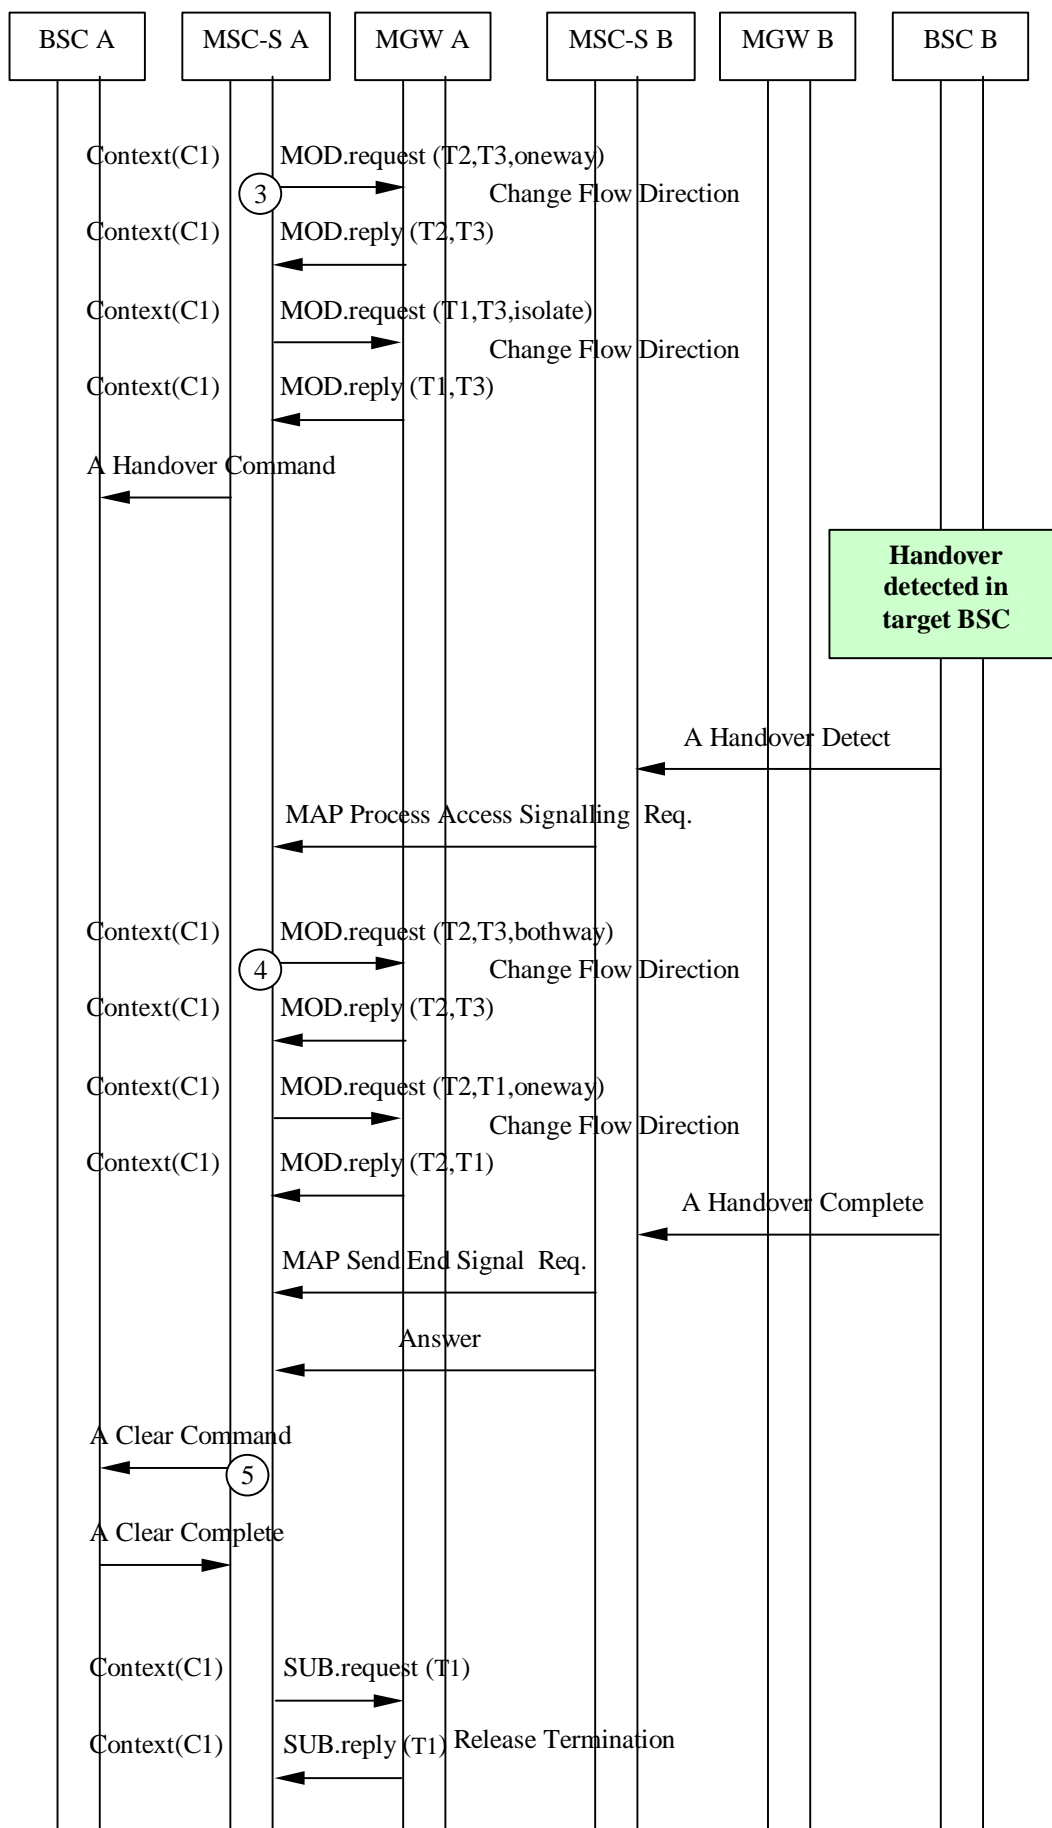 BSC A
MSC-S A
MGW A
MSC-S B
MGW B
BSC B
Context(C1) MOD.request (T2,T3,oneway)
3
Change Flow Direction
Context(C1) MOD.reply (T2,T3)
Context(C1) MOD.request (T1,T3,isolate)
Change Flow Direction
Context(C1) MOD.reply (T1,T3)
A Handover Command
Handover
detected in
target BSC
A Handover Detect
MAP Process Access Signalling Req.
Context(C1) MOD.request (T2,T3,bothway)
4
Change Flow Direction
Context(C1) MOD.reply (T2,T3)
Context(C1) MOD.request (T2,T1,oneway)
Change Flow Direction
Context(C1) MOD.reply (T2,T1)
A Handover Complete
MAP Send End Signal Req.
Answer
A Clear Command
5
A Clear Complete
Context(C1) SUB.request (T1)
Context(C1) SUB.reply (T1) Release Termination